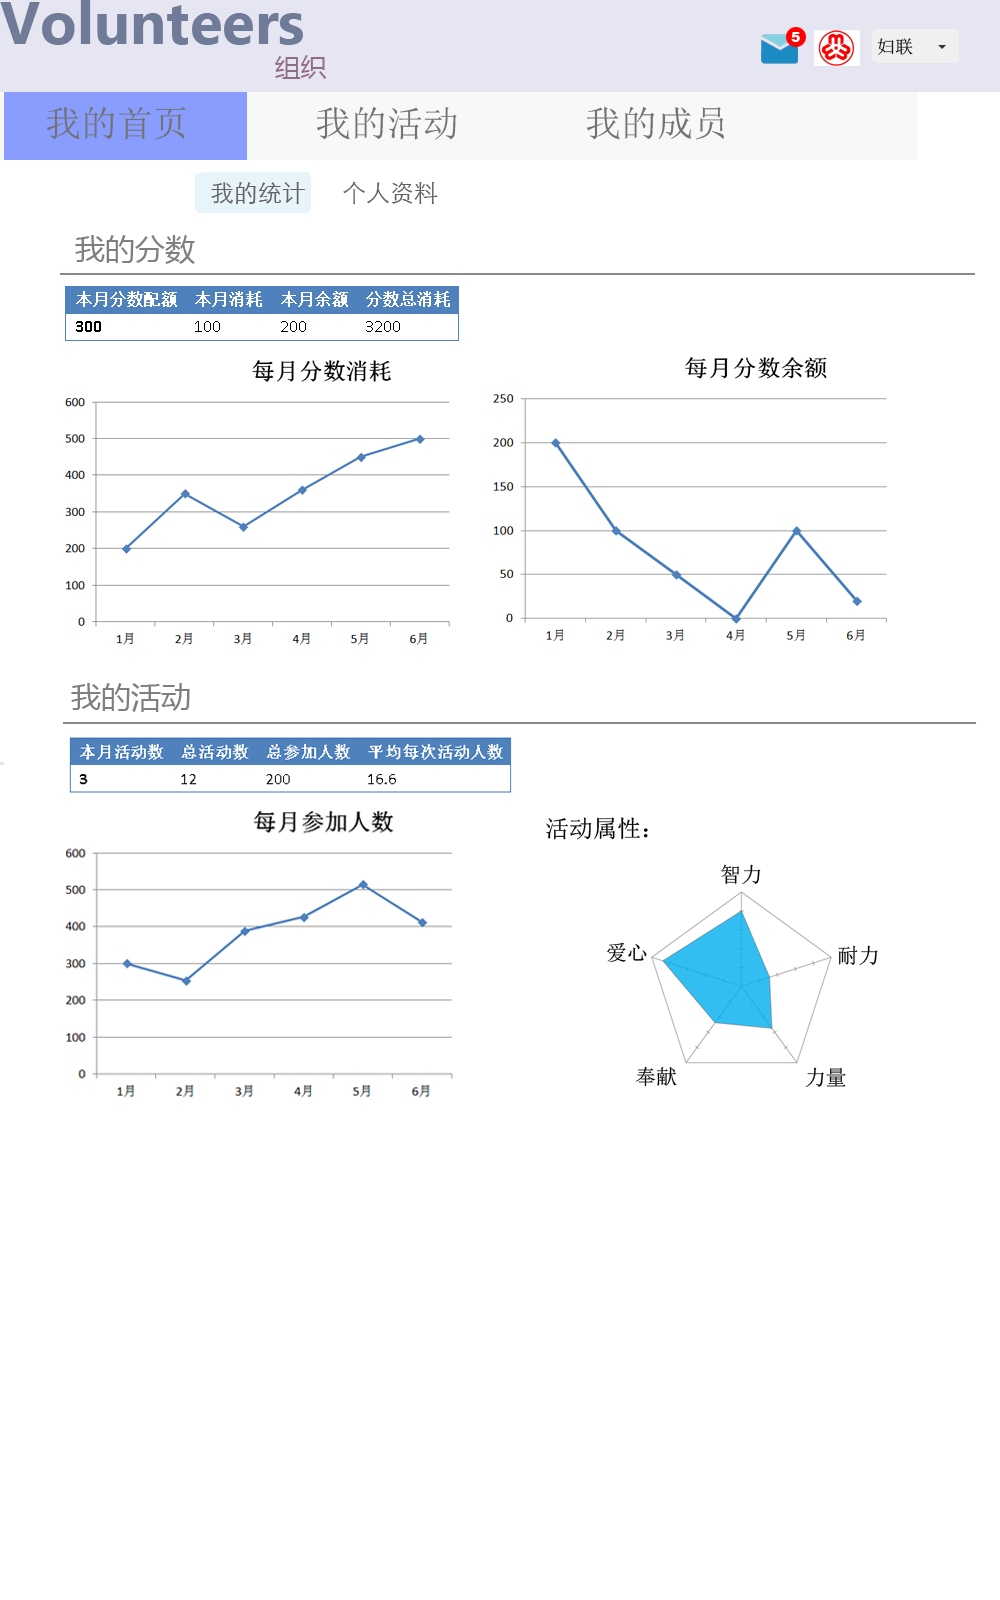 Volunteers
组织
5
妇联
我的首页 我的活动 我的成员
我的统计 个人资料
我的分数
本月分数配额 本月消耗 本月余额 分数总消耗
300 100 200 3200
每月分数消耗
600
500
400
300
200
100
0
1月 2月 3月 4月 5月 6月
每月分数余额
250
200
150
100
50
0
1月 2月 3月 4月 5月 6月
我的活动
本月活动数 总活动数 总参加人数 平均每次活动人数
3 12 200 16.6
每月参加人数
600
500
400
300
200
100
0
1月 2月 3月 4月 5月 6月
活动属性：
智力
爱心
耐力
奉献
力量